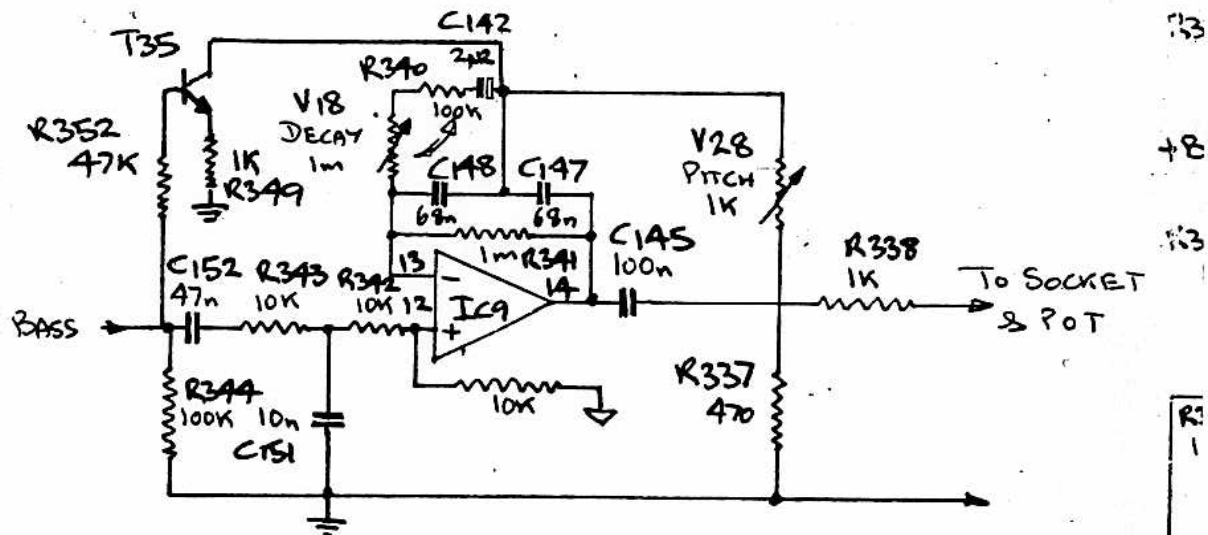 C142
T35
2n2
R340
100K
V18
DECAY
1m
R352
47K
1K
R349
C148
68n
C147
68n
V28
PITCH
1K
1m
R341
C145
100n
R338
1K
To SOCKET
& POT
13
14
12
IC9
-
+
C152
47n
R343
10K
R342
10K
BASS
R344
100K
10n
C151
10K
R337
470